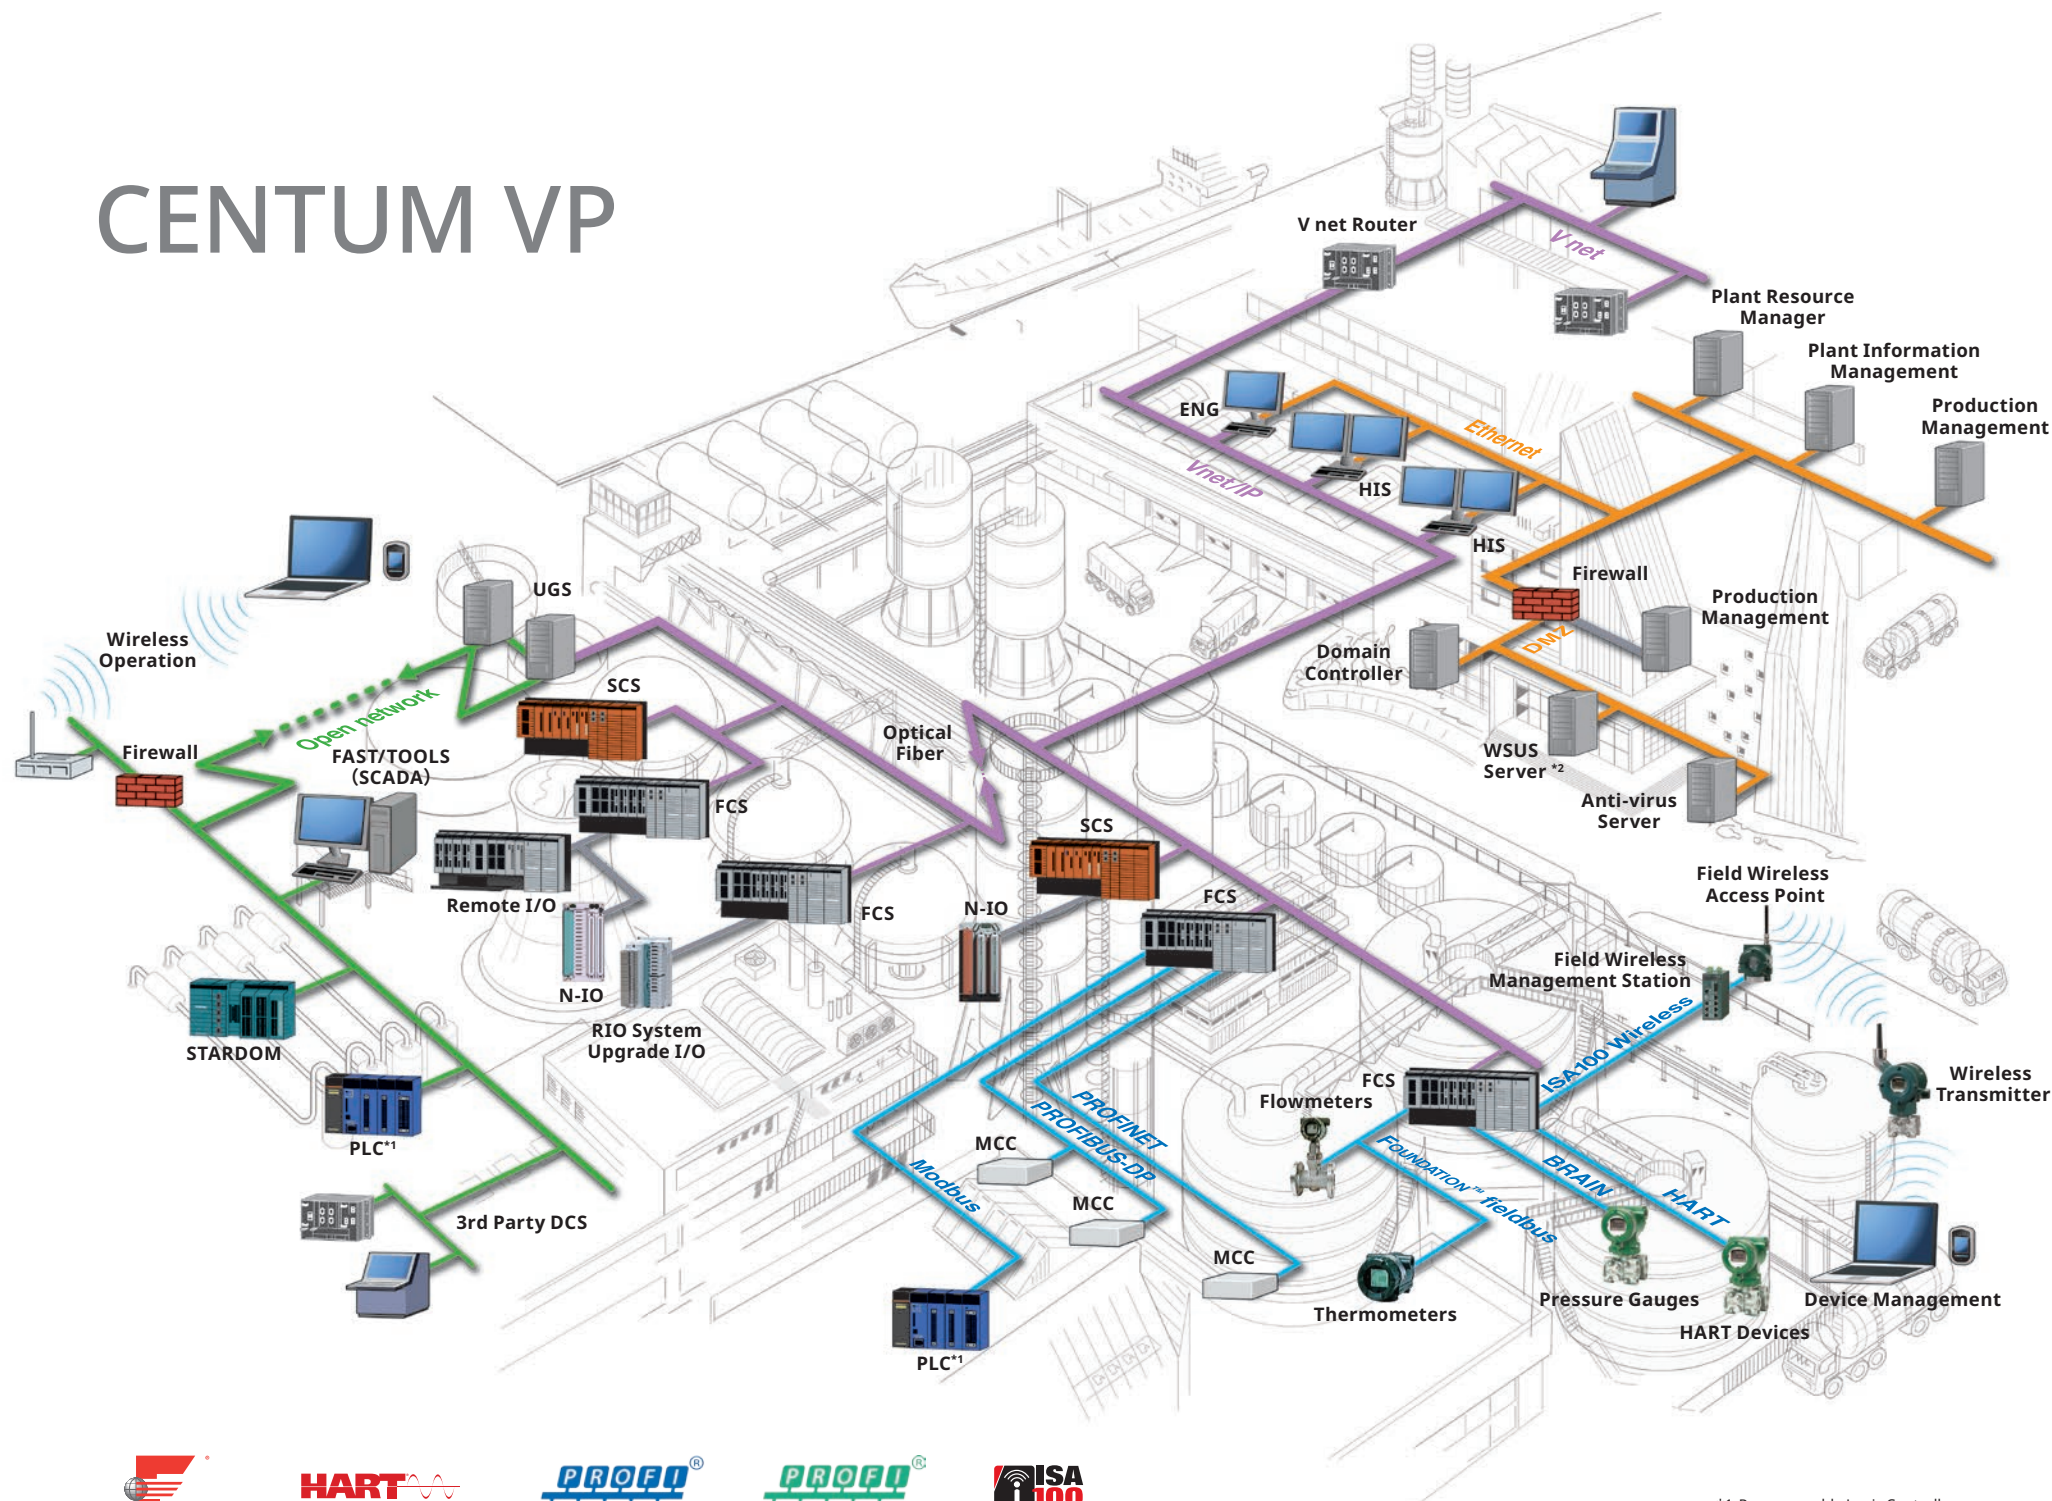 CENTUM VP
V net Router
V net
Plant Resource
Manager
Plant Information
Management
Production
Management
ENG
Ethernet
HIS
Vnet/IP
HIS
Firewall
Production
Management
DMZ
Domain
Controller
WSUS
Server *2
Anti-virus
Server
UGS
Wireless
Operation
SCS
Open network
Firewall
FAST/TOOLS
(SCADA)
Optical
Fiber
FCS
SCS
Remote I/O
FCS
N-IO
FCS
Field Wireless
Access Point
Field Wireless
Management Station
N-IO
RIO System
Upgrade I/O
STARDOM
ISA100 Wireless
Wireless
Transmitter
FCS
Flowmeters
PROFINET
PROFIBUS-DP
PLC*1
MCC
Modbus
FOUNDATION™ fieldbus
BRAIN
HART
MCC
3rd Party DCS
MCC
Thermometers
Pressure Gauges
Device Management
HART Devices
PLC*1
HART
PROFI®
PROFI®
ISA
100